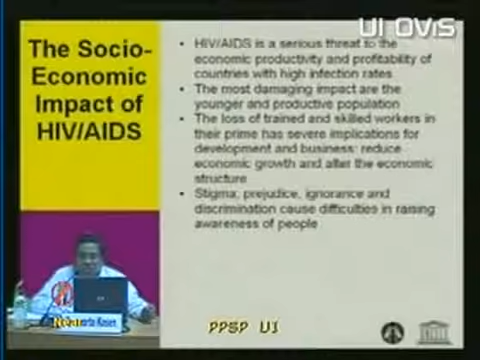 UI OVIS
The Socio-
Economic
Impact of
HIV/AIDS
• HIV/AIDS is a serious threat to the
economic productivity and profitability of
countries with high infection rates
• The most damaging impact are the
younger and productive population
• The loss of trained and skilled workers in
their prime has severe implications for
development and business: reduce
economic growth and alter the economic
structure
• Stigma, prejudice, ignorance and
discrimination cause difficulties in raising
awareness of people
Kosen
PPSP UI